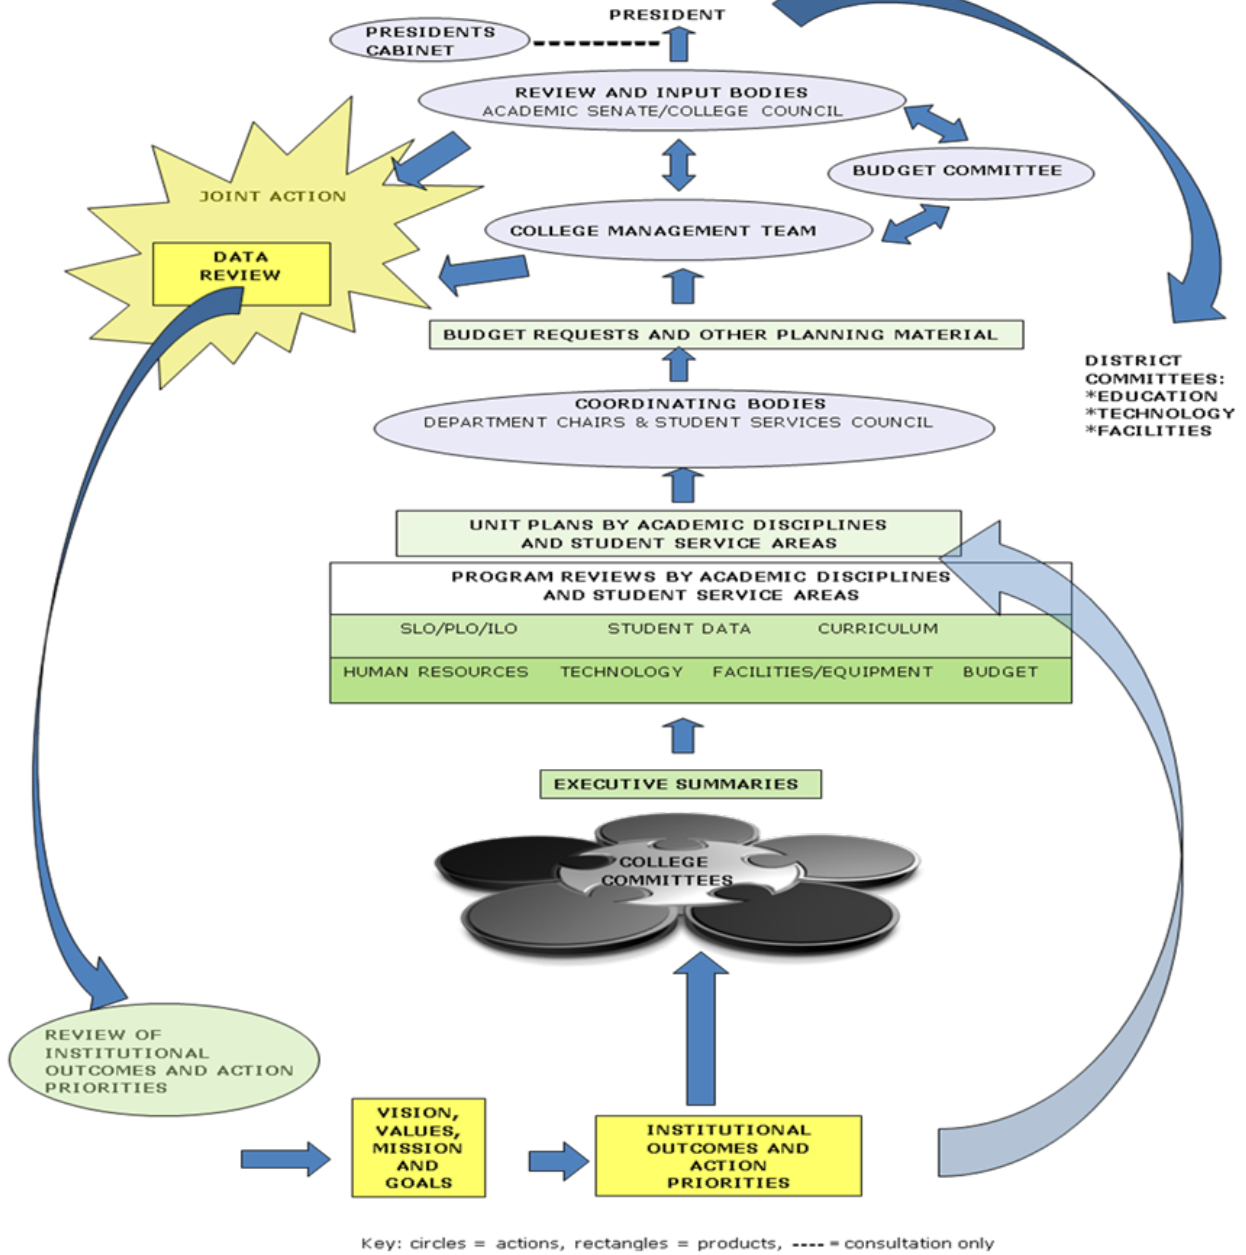 PRESIDENT
PRESIDENTS
CABINET
REVIEW AND INPUT BODIES
ACADEMIC SENATE/COLLEGE COUNCIL
BUDGET COMMITTEE
JOINT ACTION
COLLEGE MANAGEMENT TEAM
DATA
REVIEW
BUDGET REQUESTS AND OTHER PLANNING MATERIAL
DISTRICT
COMMITTEES:
*EDUCATION
*TECHNOLOGY
*FACILITIES
COORDINATING BODIES
DEPARTMENT CHAIRS & STUDENT SERVICES COUNCIL
UNIT PLANS BY ACADEMIC DISCIPLINES
AND STUDENT SERVICE AREAS
PROGRAM REVIEWS BY ACADEMIC DISCIPLINES
AND STUDENT SERVICE AREAS
SLO/PLO/ILO STUDENT DATA CURRICULUM
HUMAN RESOURCES TECHNOLOGY FACILITIES/EQUIPMENT BUDGET
EXECUTIVE SUMMARIES
COLLEGE
COMMITTEES
REVIEW OF
INSTITUTIONAL
OUTCOMES AND ACTION
PRIORITIES
VISION,
VALUES,
MISSION
AND
GOALS
INSTITUTIONAL
OUTCOMES AND
ACTION
PRIORITIES
Key: circles = actions, rectangles = products, ---- = consultation only